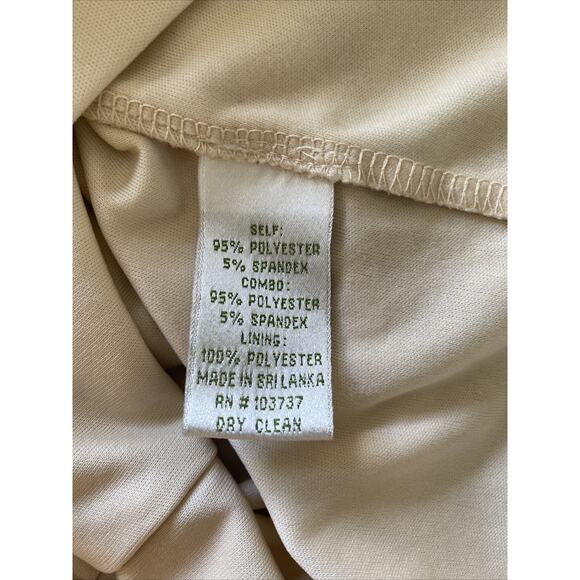 SELF:
95% POLYESTER
5% SPANDEX
COMBO:
95% POLYESTER
5% SPANDEX
LINING:
100% POLYESTER
MADE IN SRI LANKA
RN # 103737
DRY CLEAN